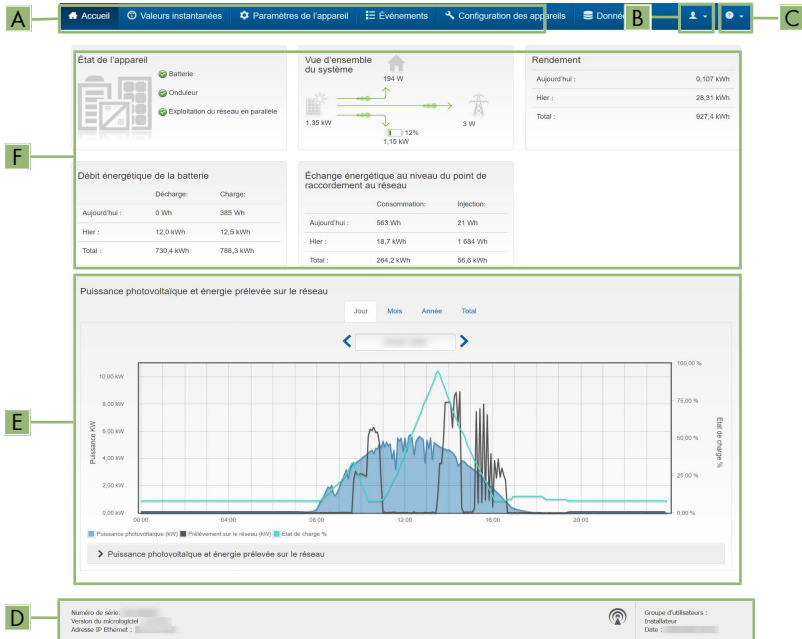 A
Accueil
Valeurs instantanées
Paramètres de l'appareil
Événements
Configuration des appareils
B
C
État de l'appareil
Batterie
Onduleur
Exploitation du réseau en parallèle
Vue d'ensemble
du système
194 W
1,35 kW
3 W
12%
1,15 kW
Rendement
Aujourd'hui : 0,107 kWh
Hier : 28,31 kWh
Total : 927,4 kWh
F
Débit énergétique de la batterie
Décharge: Charge:
Aujourd'hui : 0 Wh 385 Wh
Hier : 12,0 kWh 12,5 kWh
Total : 730,4 kWh 788,3 kWh
Échange énergétique au niveau du point de
raccordement au réseau
Consommation: Injection:
Aujourd'hui : 563 Wh 21 Wh
Hier : 18,7 kWh 1 684 Wh
Total : 264,2 kWh 56,6 kWh
Puissance photovoltaïque et énergie prélevée sur le réseau
Jour Mois Année Total
E
Puissance KW
10,00 kW
8,00 kW
6,00 kW
4,00 kW
2,00 kW
0,00 kW
100,00 %
75,00 %
50,00 %
25,00 %
0,00 %
Etat de charge %
00:00 04:00 08:00 12:00 16:00 20:00
Puissance photovoltaïque (kW) Prélèvement sur le réseau (kW) Etat de charge %
Puissance photovoltaïque et énergie prélevée sur le réseau
D
Numéro de série:
Version du micrologiciel
Adresse IP Ethernet :
Groupe d'utilisateurs :
Installateur
Date :